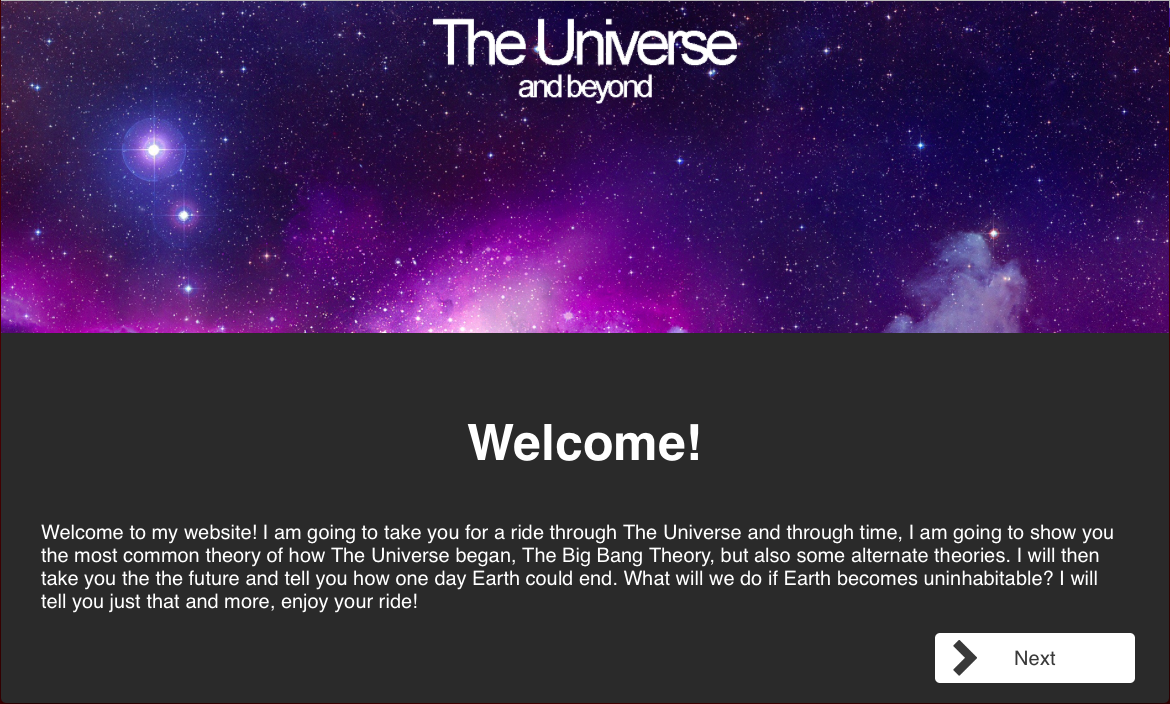 The Universe
and beyond
Welcome!
Welcome to my website! I am going to take you for a ride through The Universe and through time, I am going to show you
the most common theory of how The Universe began, The Big Bang Theory, but also some alternate theories. I will then
take you the the future and tell you how one day Earth could end. What will we do if Earth becomes uninhabitable? I will
tell you just that and more, enjoy your ride!
Next